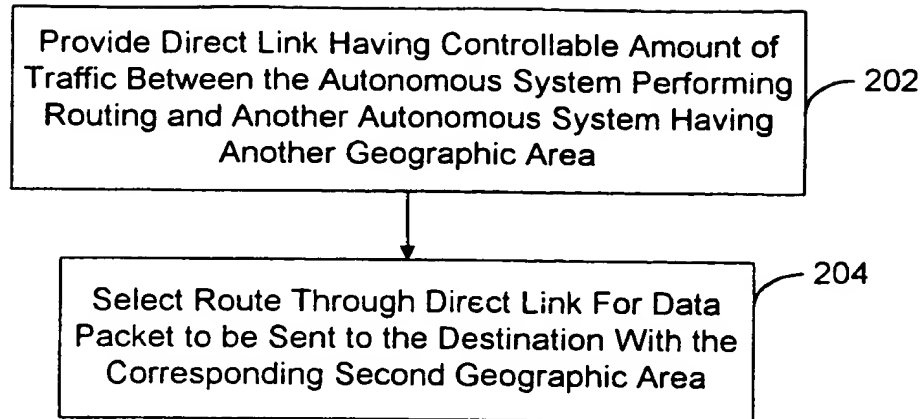 Provide Direct Link Having Controllable Amount of
Traffic Between the Autonomous System Performing
Routing and Another Autonomous System Having
Another Geographic Area
202
204
Select Route Through Direct Link For Data
Packet to be Sent to the Destination With the
Corresponding Second Geographic Area